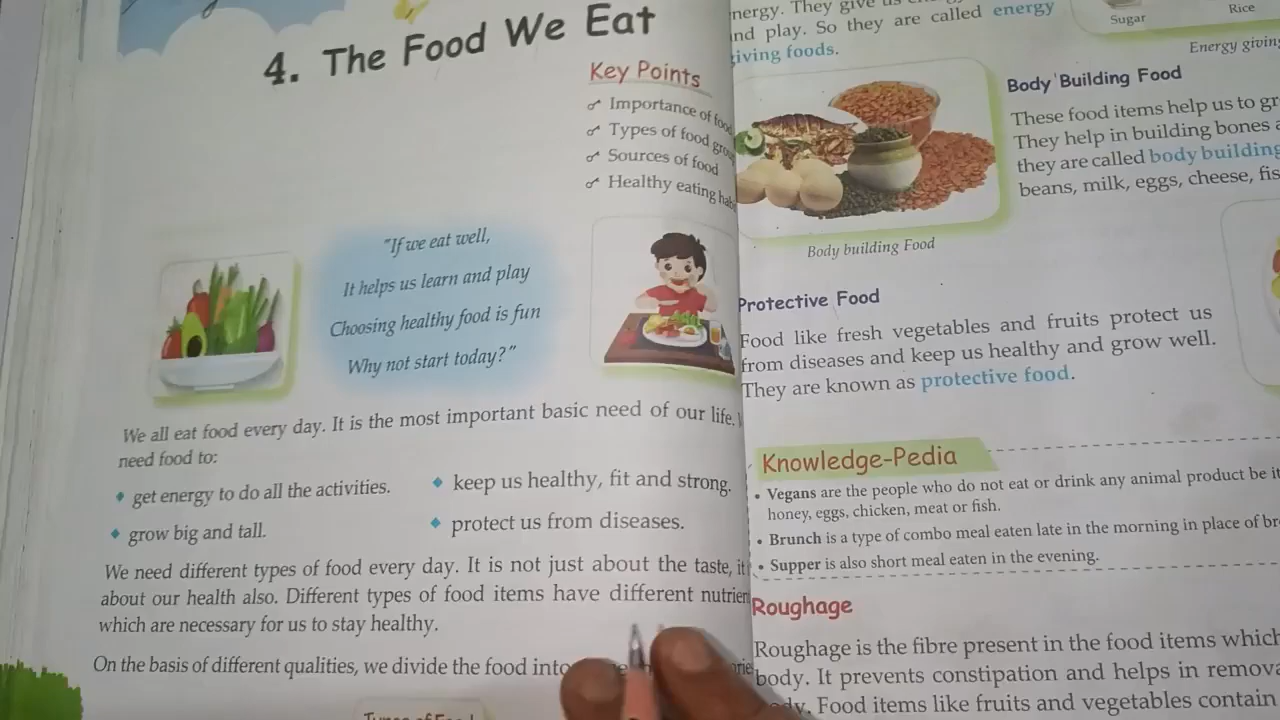 4. The Food We Eat
Key Points
Importance of foo
Types of food gro
Sources of food
Healthy eating hab
"If we eat well,
It helps us learn and play
Choosing healthy food is fun
Why not start today?"
We all eat food every day. It is the most important basic need of our life.
need food to:
get energy to do all the activities.
keep us healthy, fit and strong.
grow big and tall.
protect us from diseases.
We need different types of food every day. It is not just about the taste, it
about our health also. Different types of food items have different nutrien
which are necessary for us to stay healthy.
On the basis of different qualities, we divide the food into
nergy. They give us
nd play. So they are called energy
iving foods.
Sugar
Rice
Energy giving
Body Building Food
These food items help us to gr
They help in building bones a
they are called body building
beans, milk, eggs, cheese, fis
Body building Food
Protective Food
Food like fresh vegetables and fruits protect us
from diseases and keep us healthy and grow well.
They are known as protective food.
Knowledge-Pedia
• Vegans are the people who do not eat or drink any animal product be it
honey, eggs, chicken, meat or fish.
• Brunch is a type of combo meal eaten late in the morning in place of br
• Supper is also short meal eaten in the evening.
Roughage
Roughage is the fibre present in the food items which
body. It prevents constipation and helps in remova
Food items like fruits and vegetables contain